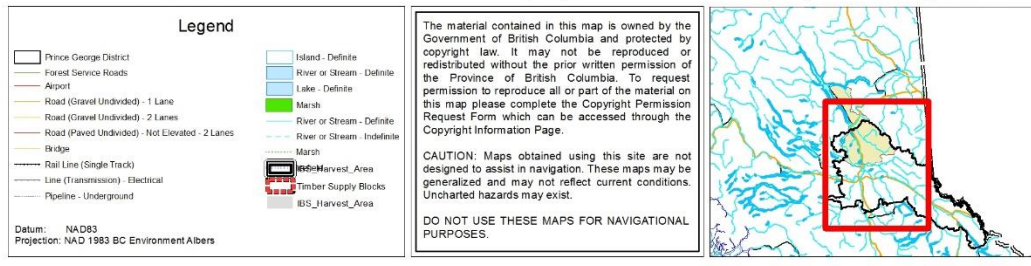 Legend
Prince George District
Forest Service Roads
Airport
Road (Gravel Undivided) - 1 Lane
Road (Gravel Undivided) - 2 Lanes
Road (Paved Undivided) - Not Elevated - 2 Lanes
Bridge
Rail Line (Single Track)
Line (Transmission) - Electrical
Pipeline - Underground
Island - Definite
River or Stream - Definite
Lake - Definite
Marsh
River or Stream - Definite
River or Stream - Indefinite
Marsh
IBS_Harvest_Area
Timber Supply Blocks
IBS_Harvest_Area
Datum: NAD83
Projection: NAD 1983 BC Environment Albers
The material contained in this map is owned by the
Government of British Columbia and protected by
copyright law. It may not be reproduced or
redistributed without the prior written permission of
the Province of British Columbia. To request
permission to reproduce all or part of the material on
this map please complete the Copyright Permission
Request Form which can be accessed through the
Copyright Information Page.
CAUTION: Maps obtained using this site are not
designed to assist in navigation. These maps may be
generalized and may not reflect current conditions.
Uncharted hazards may exist.
DO NOT USE THESE MAPS FOR NAVIGATIONAL
PURPOSES.